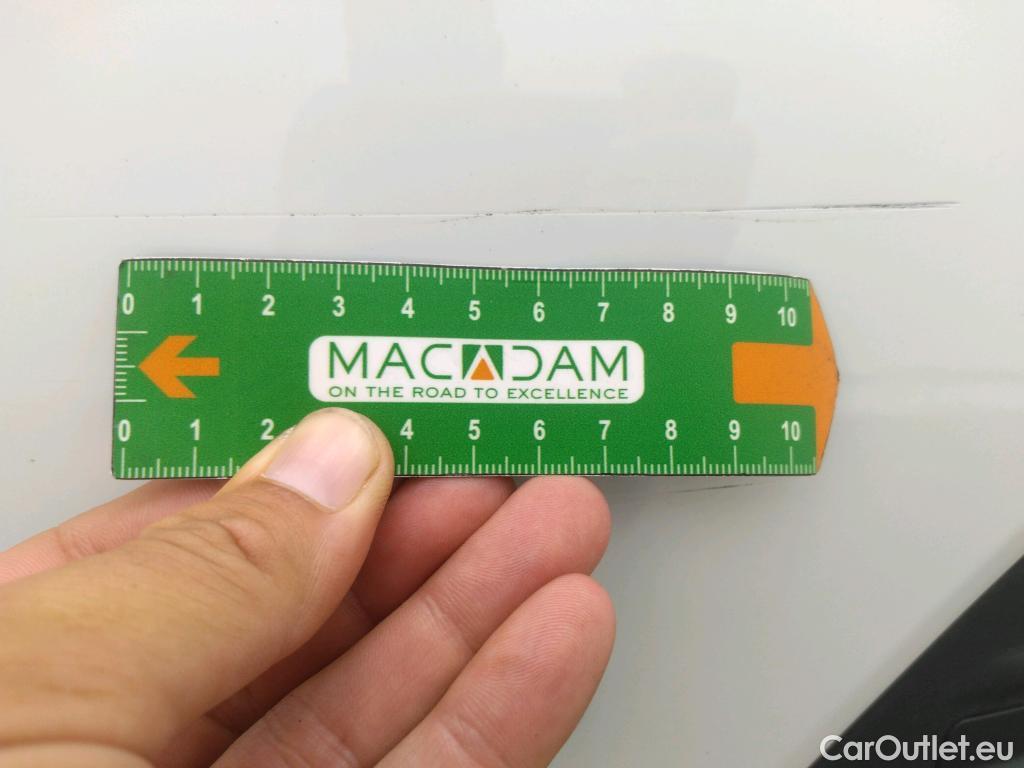 0 1 2 3 4 5 6 7 8 9 10
MACADAM
ON THE ROAD TO EXCELLENCE
0 1 2 4 5 6 7 8 9 10
CarOutlet.eu